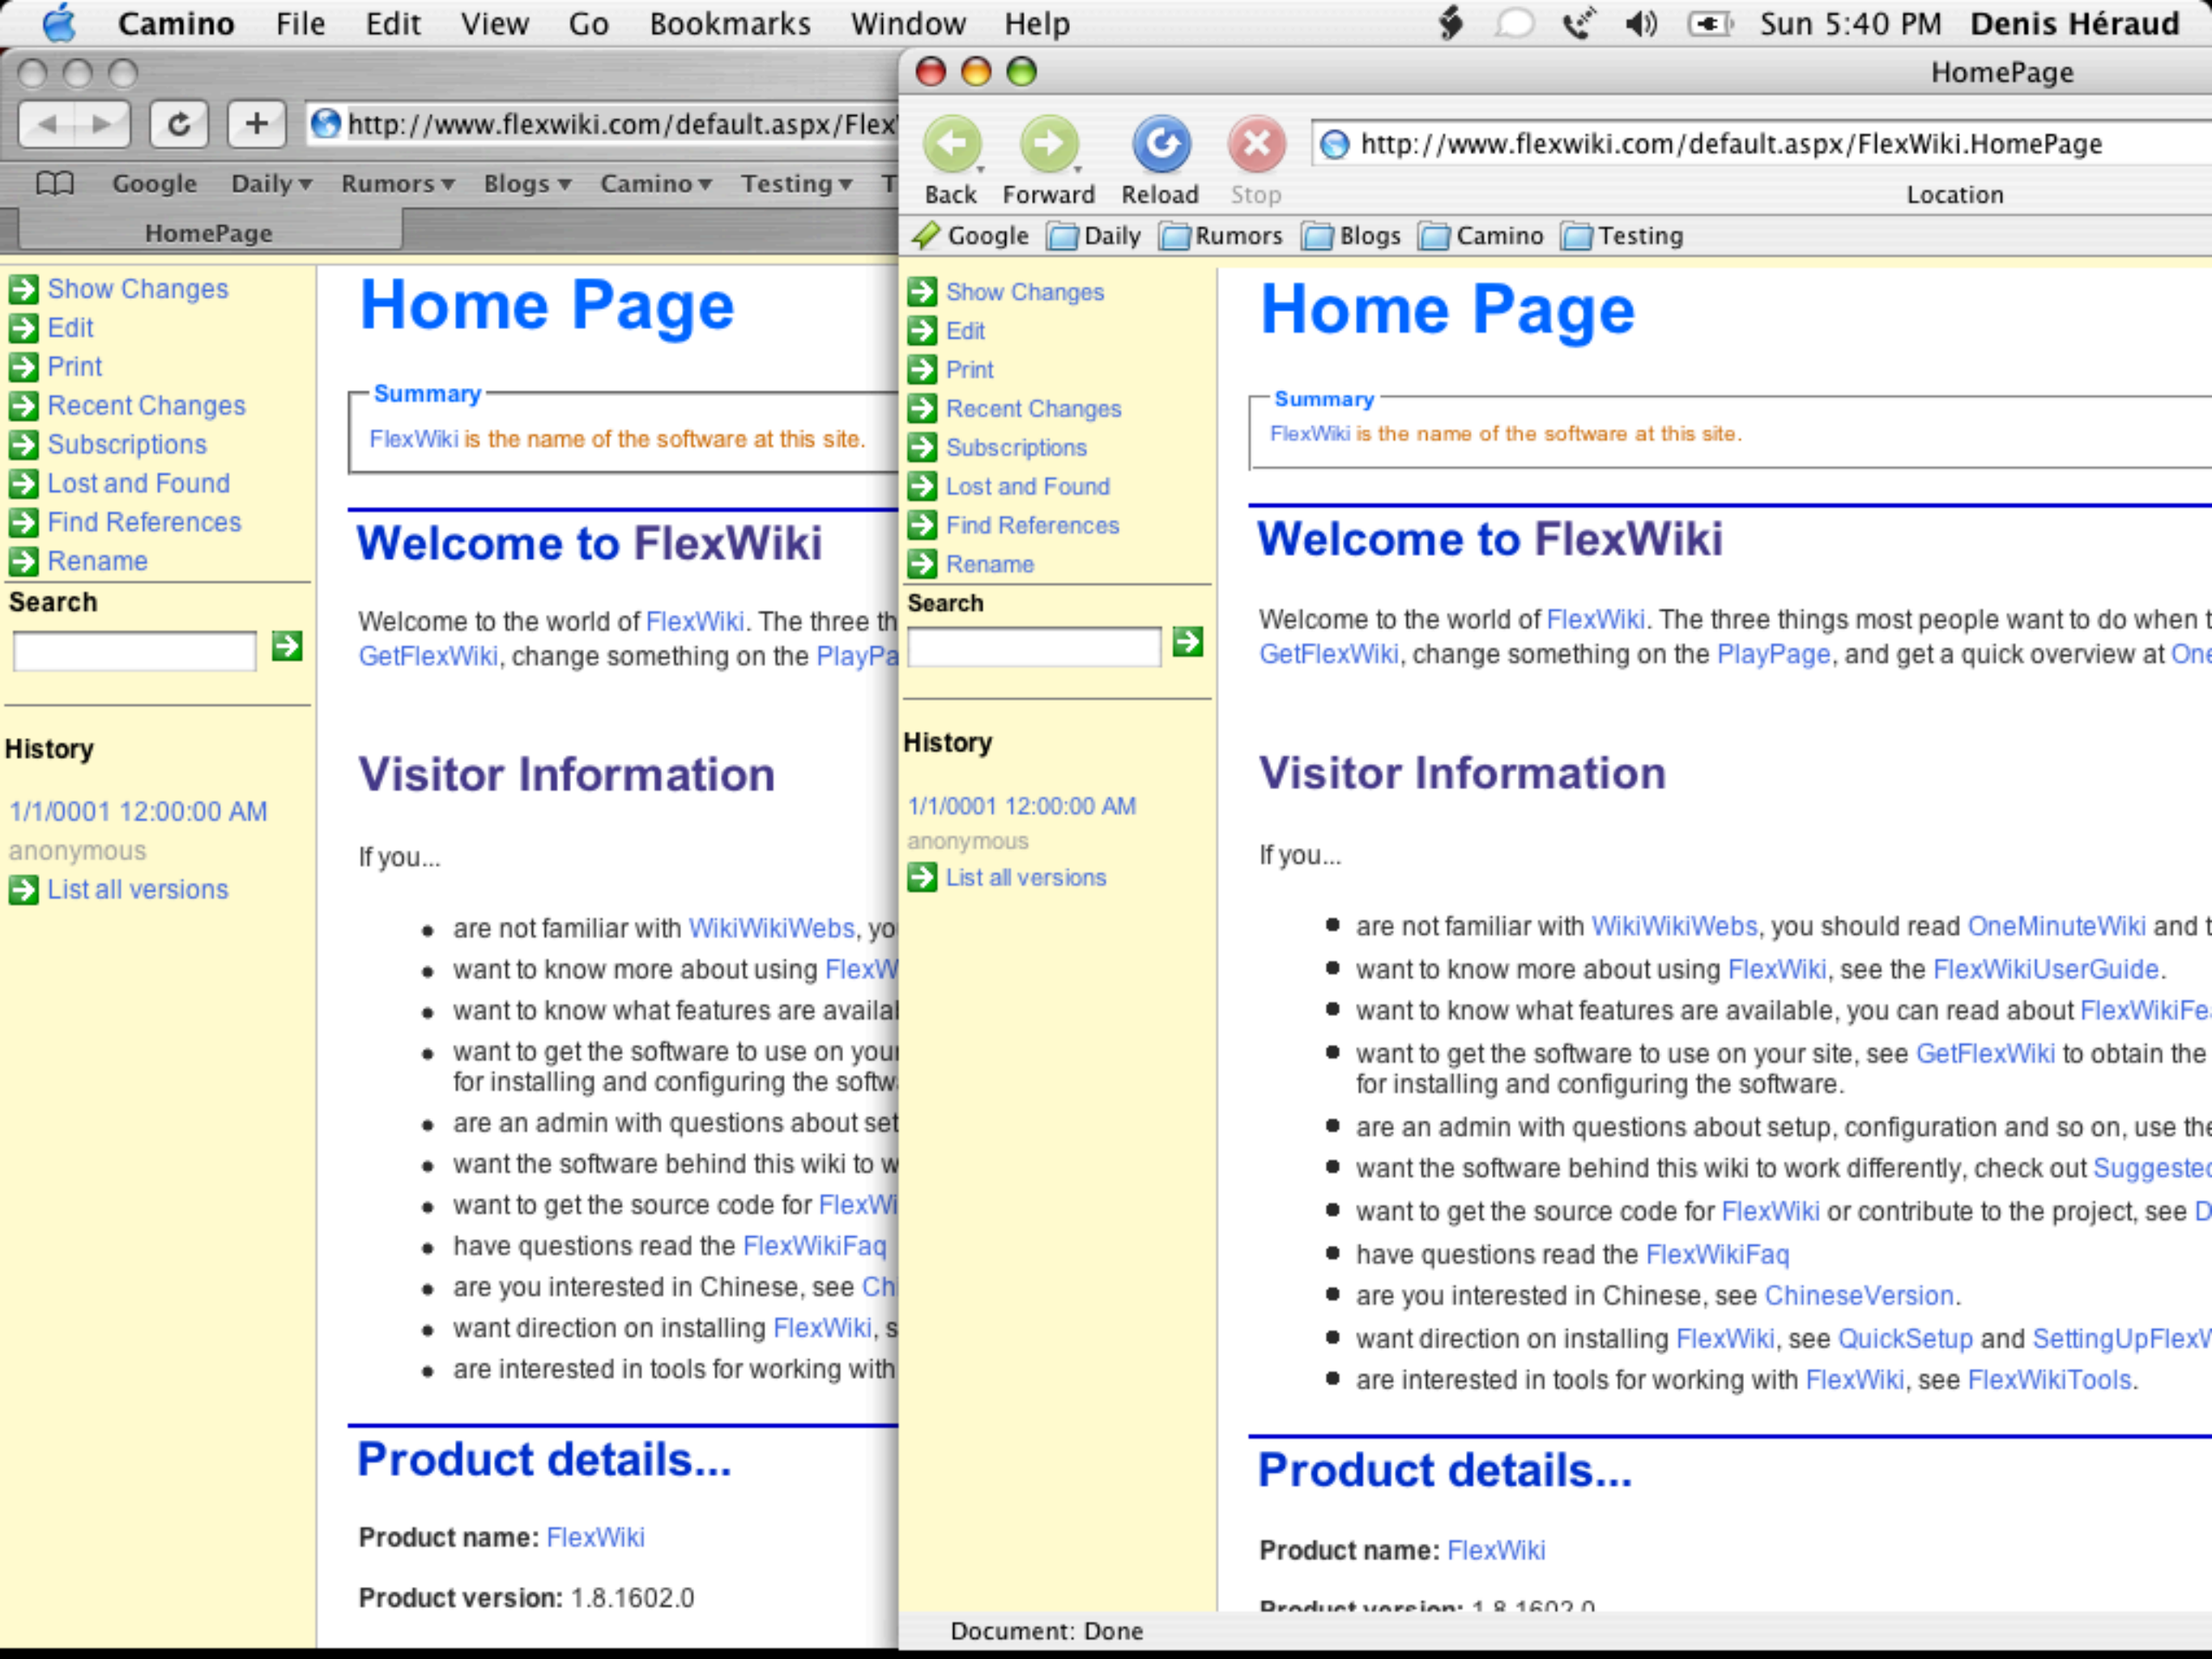 Camino File Edit View Go Bookmarks Window Help Sun 5:40 PM Denis Héraud
http://www.flexwiki.com/default.aspx/Flex
Google Daily Rumors Blogs Camino Testing T
HomePage
Show Changes
Edit
Print
Recent Changes
Subscriptions
Lost and Found
Find References
Rename
Search
History
1/1/0001 12:00:00 AM
anonymous
List all versions
Home Page
Summary
FlexWiki is the name of the software at this site.
Welcome to FlexWiki
Welcome to the world of FlexWiki. The three th
GetFlexWiki, change something on the PlayPa
Visitor Information
If you...
are not familiar with WikiWikiWebs, yo
want to know more about using FlexW
want to know what features are availal
want to get the software to use on your
for installing and configuring the softw
are an admin with questions about set
want the software behind this wiki to w
want to get the source code for FlexWi
have questions read the FlexWikiFaq
are you interested in Chinese, see Chi
want direction on installing FlexWiki, s
are interested in tools for working with
Product details...
Product name: FlexWiki
Product version: 1.8.1602.0
HomePage
Back Forward Reload Stop
http://www.flexwiki.com/default.aspx/FlexWiki.HomePage
Location
Google Daily Rumors Blogs Camino Testing
Show Changes
Edit
Print
Recent Changes
Subscriptions
Lost and Found
Find References
Rename
Search
History
1/1/0001 12:00:00 AM
anonymous
List all versions
Home Page
Summary
FlexWiki is the name of the software at this site.
Welcome to FlexWiki
Welcome to the world of FlexWiki. The three things most people want to do when t
GetFlexWiki, change something on the PlayPage, and get a quick overview at One
Visitor Information
If you...
are not familiar with WikiWikiWebs, you should read OneMinuteWiki and t
want to know more about using FlexWiki, see the FlexWikiUserGuide.
want to know what features are available, you can read about FlexWikiFea
want to get the software to use on your site, see GetFlexWiki to obtain the
for installing and configuring the software.
are an admin with questions about setup, configuration and so on, use the
want the software behind this wiki to work differently, check out Suggested
want to get the source code for FlexWiki or contribute to the project, see D
have questions read the FlexWikiFaq
are you interested in Chinese, see ChineseVersion.
want direction on installing FlexWiki, see QuickSetup and SettingUpFlexW
are interested in tools for working with FlexWiki, see FlexWikiTools.
Product details...
Product name: FlexWiki
Product version: 1.8.1602.0
Document: Done